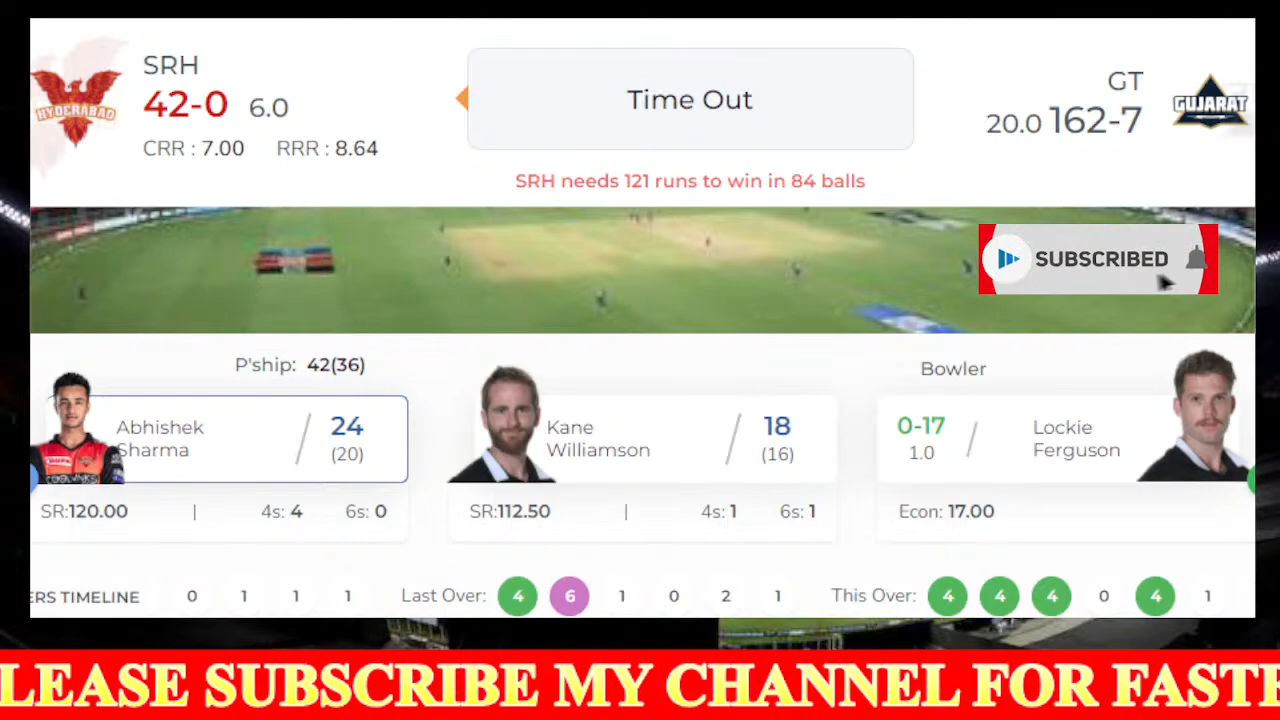 SRH
42-0 6.0
CRR : 7.00 RRR : 8.64
HYDERABAD
Time Out
SRH needs 121 runs to win in 84 balls
GT
20.0 162-7
GUJARAT
SUBSCRIBED
P'ship: 42(36)
Bowler
Abhishek
Sharma
24
(20)
SR:120.00 | 4s: 4 6s: 0
Kane
Williamson
18
(16)
SR:112.50 | 4s: 1 6s: 1
0-17
1.0
Lockie
Ferguson
Econ: 17.00
ERS TIMELINE 0 1 1 1 Last Over: 4 6 1 0 2 1 This Over: 4 4 4 0 4 1
LEASE SUBSCRIBE MY CHANNEL FOR FASTE